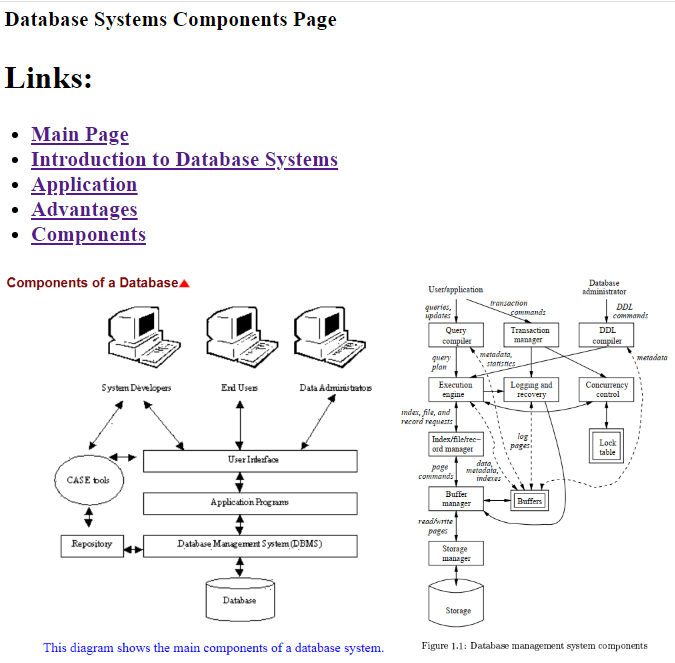 Database Systems Components Page
Links:
Main Page
Introduction to Database Systems
Application
Advantages
Components
Components of a Database
System Developers
End Users
Data Administrators
User Interface
CASE tools
Application Programs
Repository
Database Management System (DBMS)
Database
This diagram shows the main components of a database system.
User/application
Database
administrator
queries,
updates
transaction
commands
DDL
commands
Query
compiler
Transaction
manager
DDL
compiler
query
plan
metadata,
statistics
metadata
Execution
engine
Logging and
recovery
Concurrency
control
index, file, and
record requests
Index/file/rec-
ord manager
log
pages
Lock
table
page
commands
data,
metadata,
indexes
Buffer
manager
Buffers
read/write
pages
Storage
manager
Storage
Figure 1.1: Database management system components